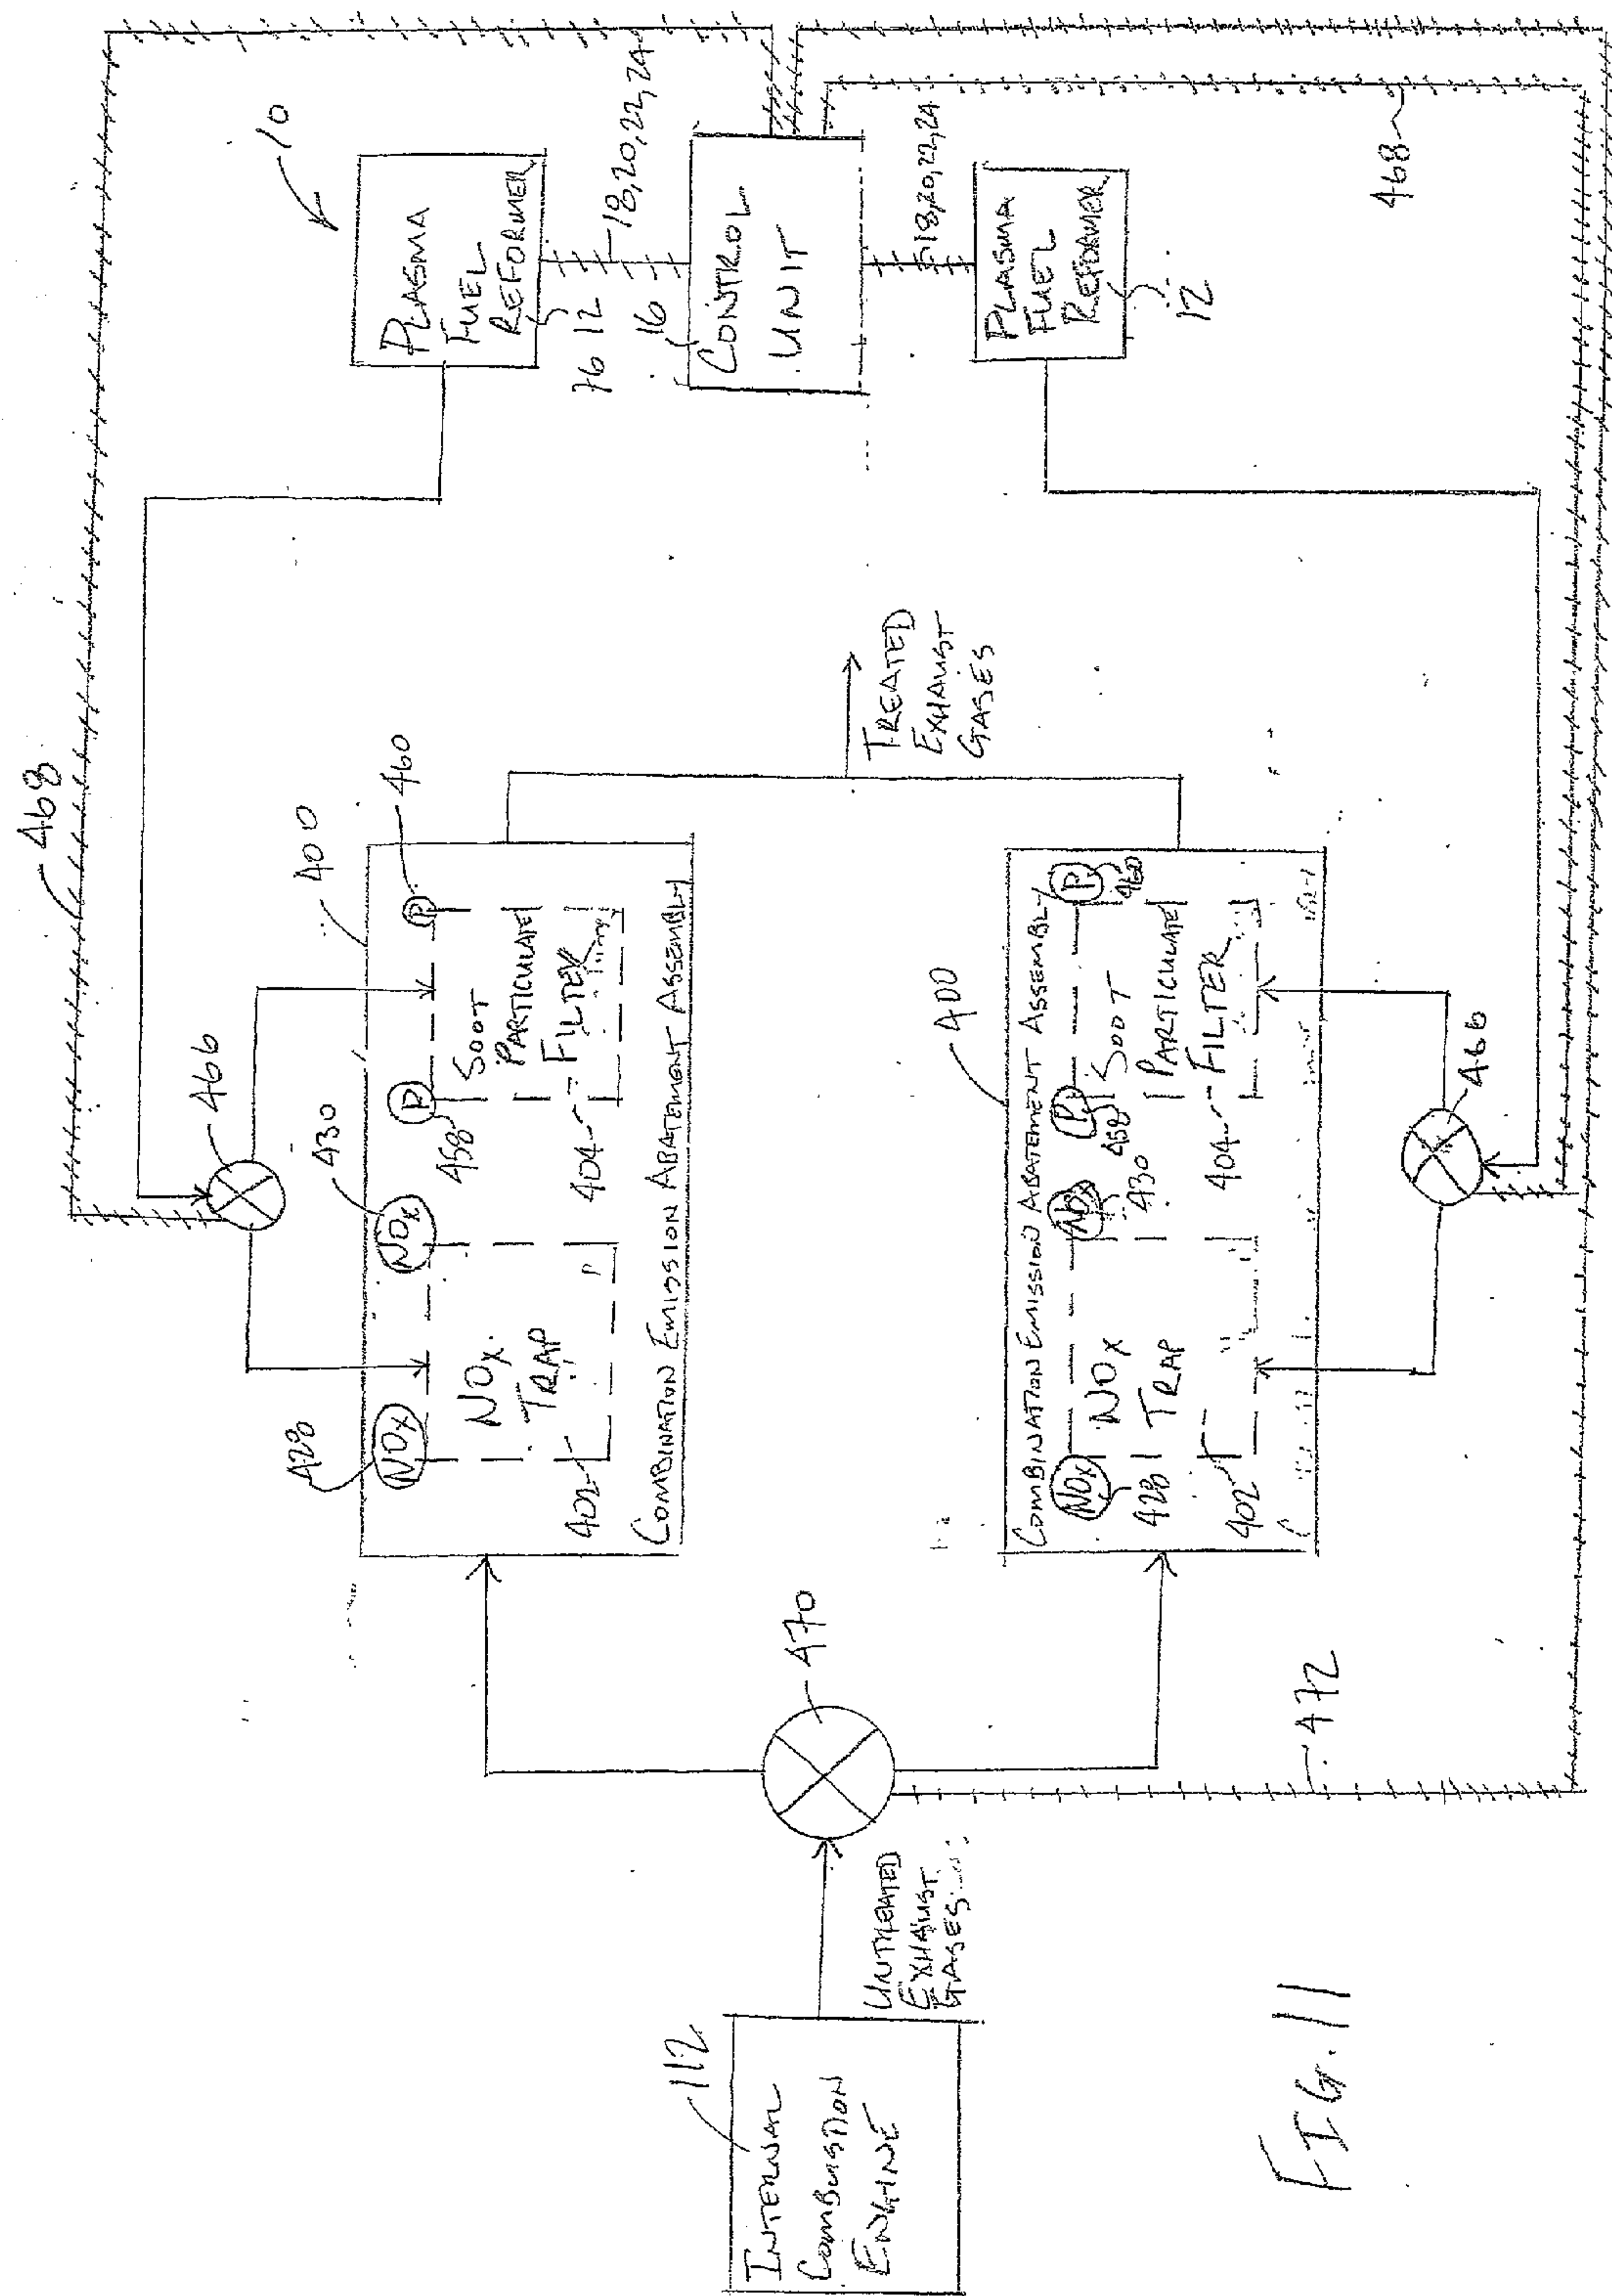 468
466
430
428
NOx
NOx
P
P
460
400
458
NOx
TRAP
402
SOOT
PARTICULATE
FILTER
404
COMBINATION EMISSION ABATEMENT ASSEMBLY
10
PLASMA
FUEL
REFORMER
76 12
18,20,22,24
16
CONTROL
UNIT
18,20,22,24
PLASMA
FUEL
REFORMER
12
468
112
INTERNAL
COMBUSTION
ENGINE
UNTREATED
EXHAUST
GASES
470
472
TREATED
EXHAUST
GASES
400
COMBINATION EMISSION ABATEMENT ASSEMBLY
NOx
NOx
P
P
428
430
458
460
NOx
TRAP
402
SOOT
PARTICULATE
FILTER
404
466
FIG. 11